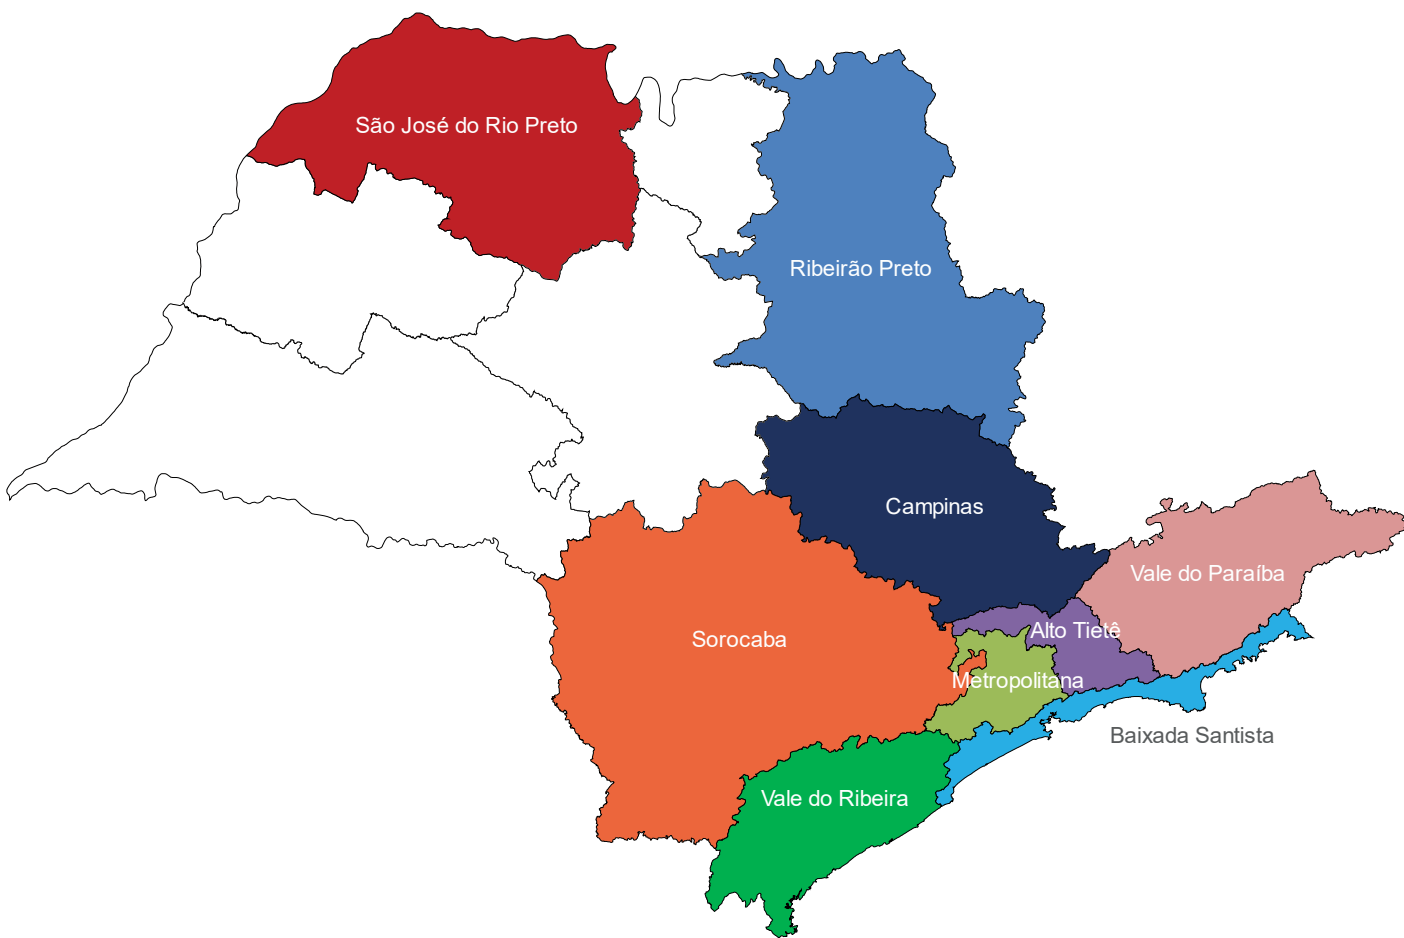 São José do Rio Preto
Ribeirão Preto
Campinas
Vale do Paraíba
Alto Tietê
Sorocaba
Metropolitana
Baixada Santista
Vale do Ribeira